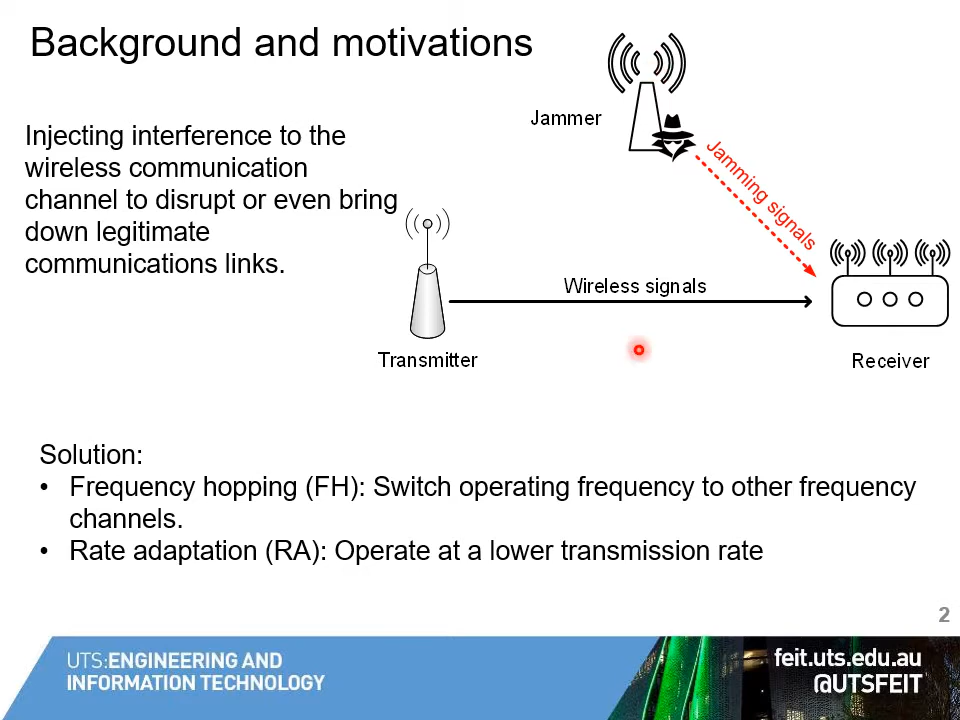 Background and motivations
Jammer
Injecting interference to the
wireless communication
channel to disrupt or even bring
down legitimate
communications links.
Jamming signals
Wireless signals
Transmitter
Receiver
Solution:
• Frequency hopping (FH): Switch operating frequency to other frequency
channels.
• Rate adaptation (RA): Operate at a lower transmission rate
2
UTS:ENGINEERING AND
INFORMATION TECHNOLOGY
feit.uts.edu.au
@UTSFEIT